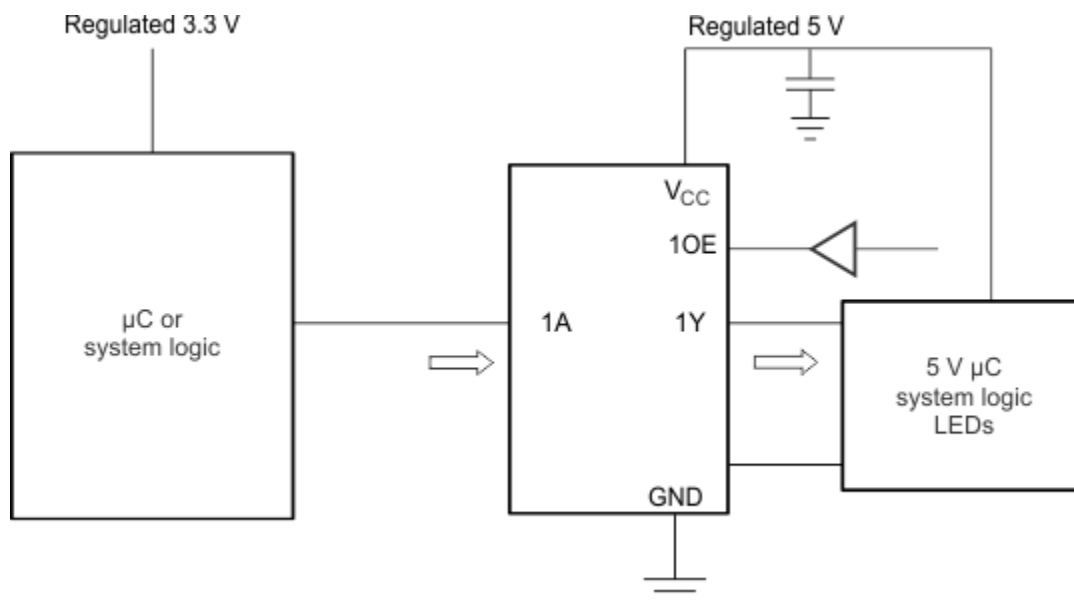 Regulated 3.3 V
Regulated 5 V
V_CC
1OE
µC or
system logic
1A
1Y
5 V µC
system logic
LEDs
GND